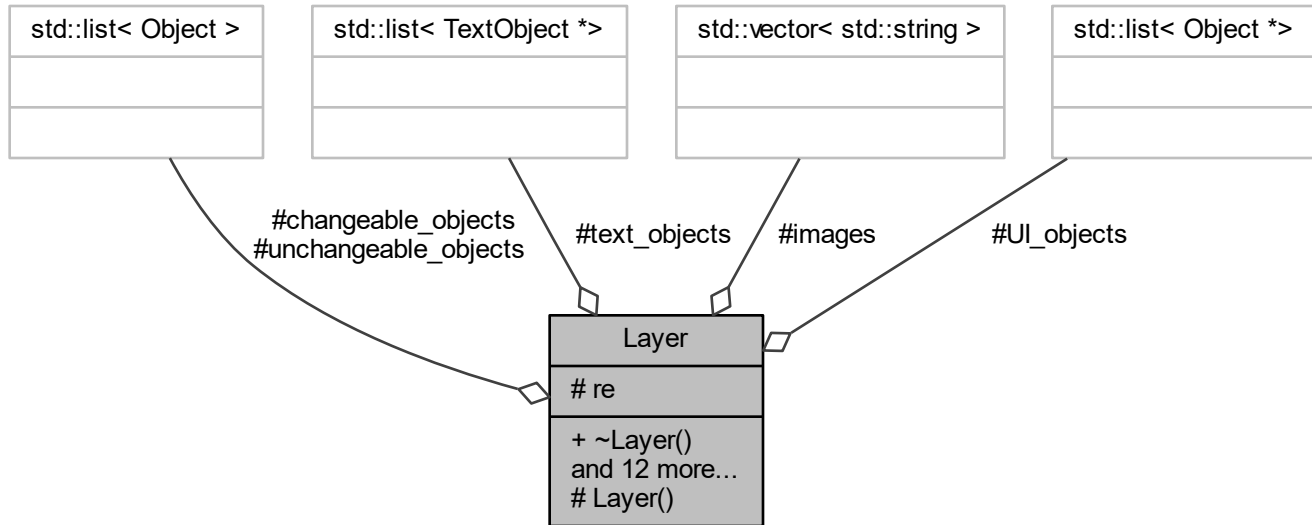 std::list< Object >
std::list< TextObject *>
std::vector< std::string >
std::list< Object *>
#changeable_objects
#unchangeable_objects
#text_objects
#images
#UI_objects
Layer
# re
+ ~Layer()
and 12 more...
# Layer()